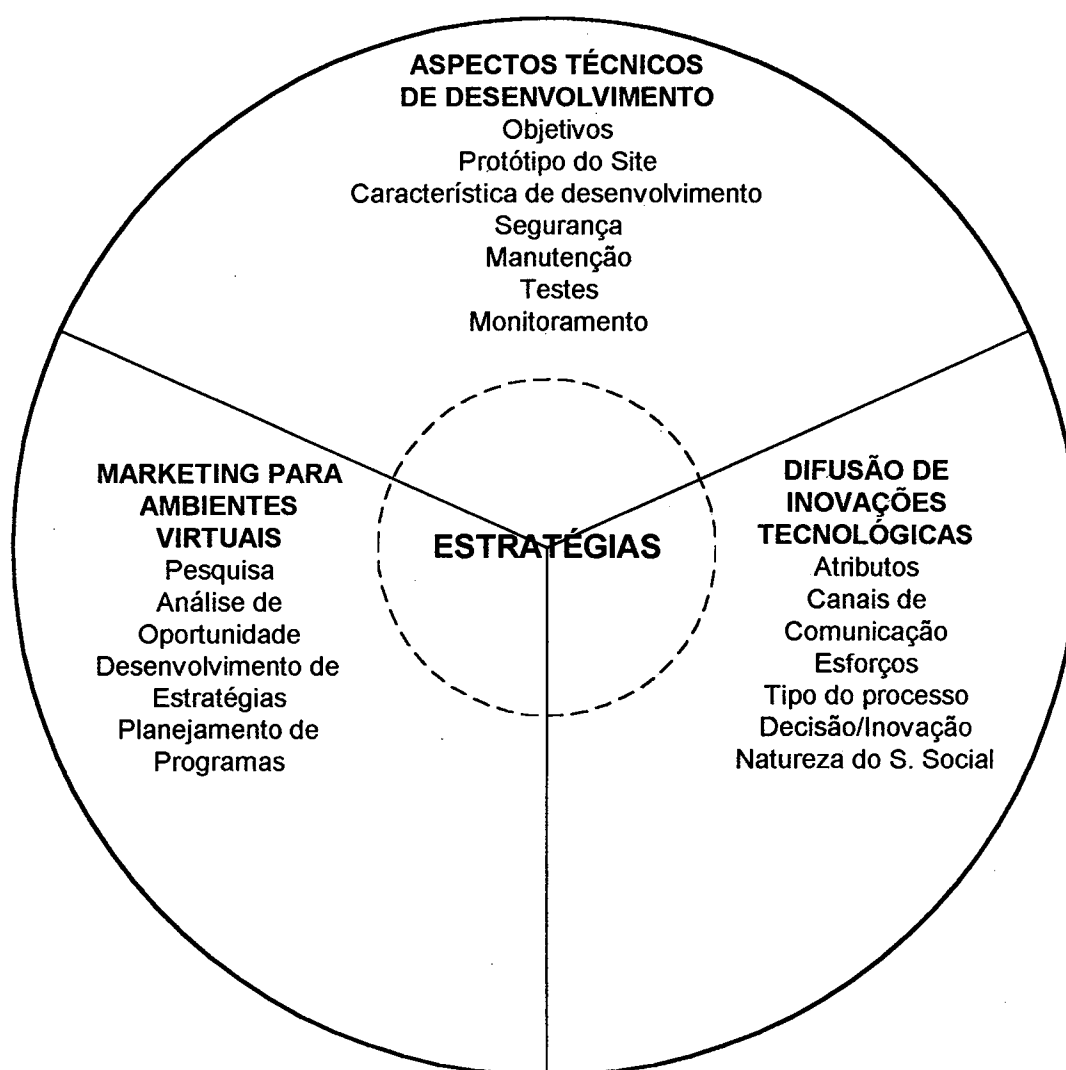 ASPECTOS TÉCNICOS
DE DESENVOLVIMENTO
Objetivos
Protótipo do Site
Característica de desenvolvimento
Segurança
Manutenção
Testes
Monitoramento
MARKETING PARA
AMBIENTES
VIRTUAIS
Pesquisa
Análise de
Oportunidade
Desenvolvimento de
Estratégias
Planejamento de
Programas
ESTRATÉGIAS
DIFUSÃO DE
INOVAÇÕES
TECNOLÓGICAS
Atributos
Canais de
Comunicação
Esforços
Tipo do processo
Decisão/Inovação
Natureza do S. Social